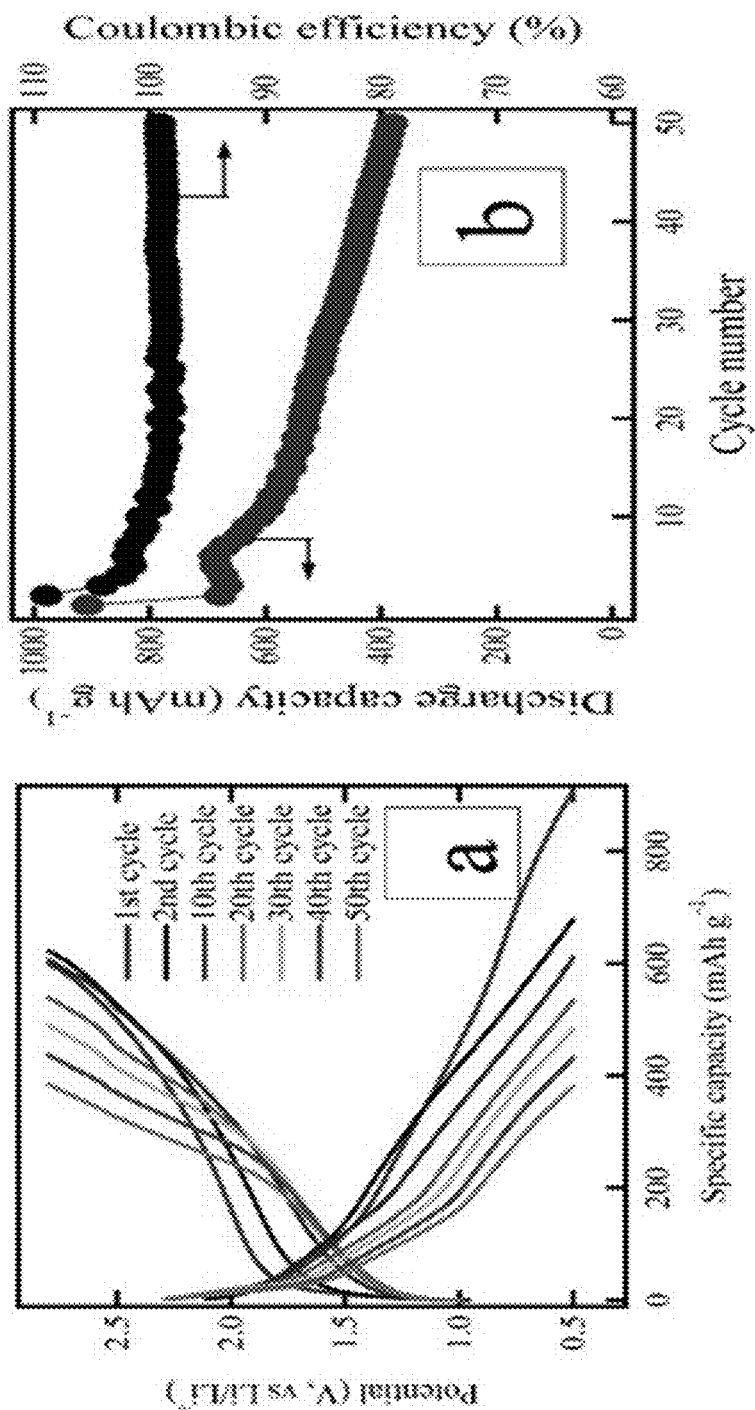 Potential (V, vs Li/Li⁺)
2.5
2.0
1.5
1.0
0.5
1st cycle
2nd cycle
10th cycle
20th cycle
30th cycle
40th cycle
50th cycle
a
0
200
400
600
800
Specific capacity (mAh g⁻¹)
Discharge capacity (mAh g⁻¹)
1000
800
600
400
200
0
b
10
20
30
40
50
Cycle number
110
100
90
80
70
60
Coulombic efficiency (%)